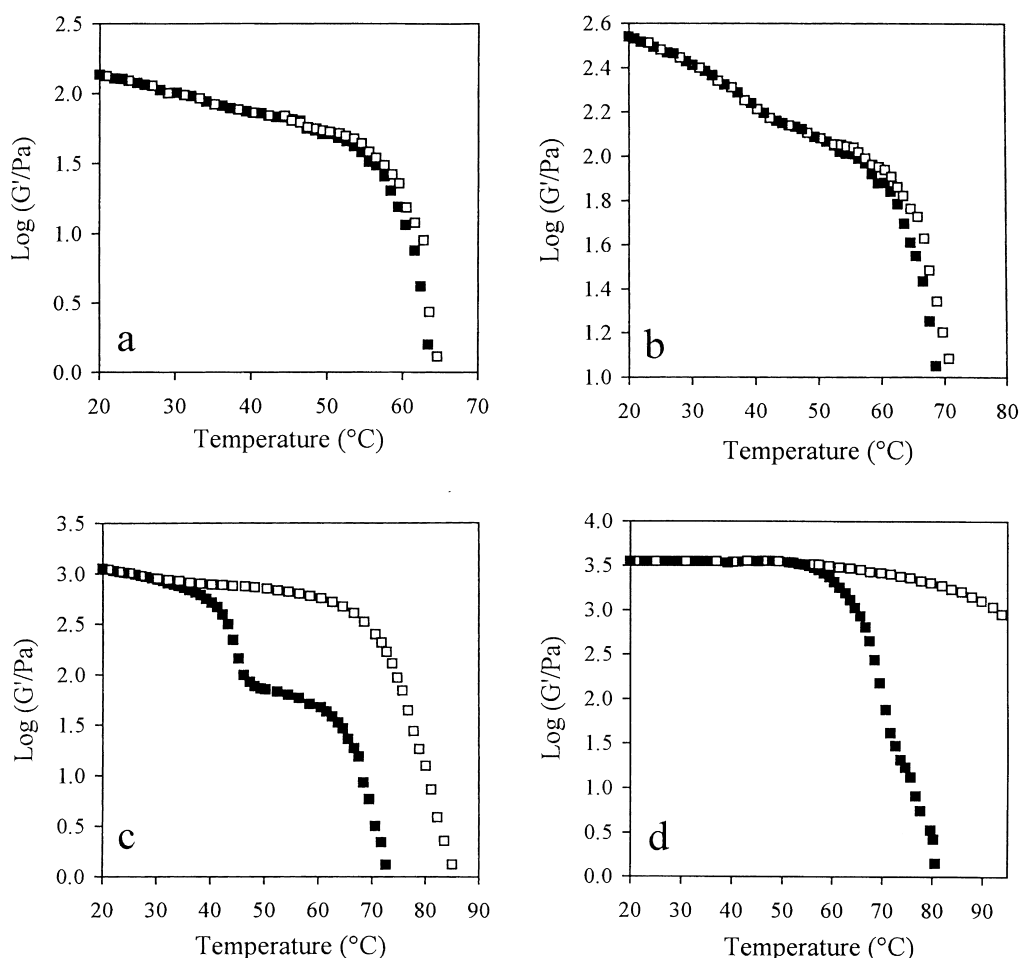 2.5
2.0
1.5
1.0
0.5
0.0
Log (G'/Pa)
a
20 30 40 50 60 70
Temperature (°C)
2.6
2.4
2.2
2.0
1.8
1.6
1.4
1.2
1.0
Log (G'/Pa)
b
20 30 40 50 60 70 80
Temperature (°C)
3.5
3.0
2.5
2.0
1.5
1.0
0.5
0.0
Log (G'/Pa)
c
20 30 40 50 60 70 80 90
Temperature (°C)
4.0
3.5
3.0
2.5
2.0
1.5
1.0
0.5
0.0
Log (G'/Pa)
d
20 30 40 50 60 70 80 90
Temperature (°C)